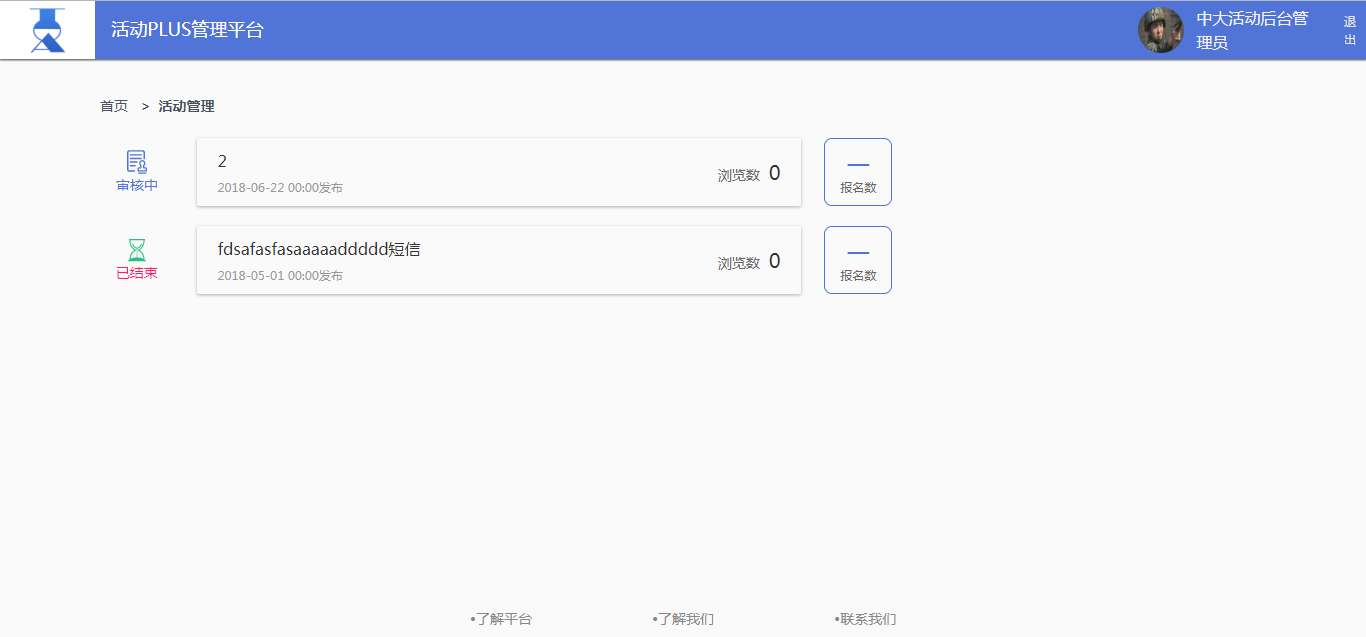 活动PLUS管理平台
中大活动后台管
理员
退
出
首页 > 活动管理
审核中
2
2018-06-22 00:00发布
浏览数 0
—
报名数
已结束
fdsafasfasaaaaaddddd短信
2018-05-01 00:00发布
浏览数 0
—
报名数
•了解平台
•了解我们
•联系我们